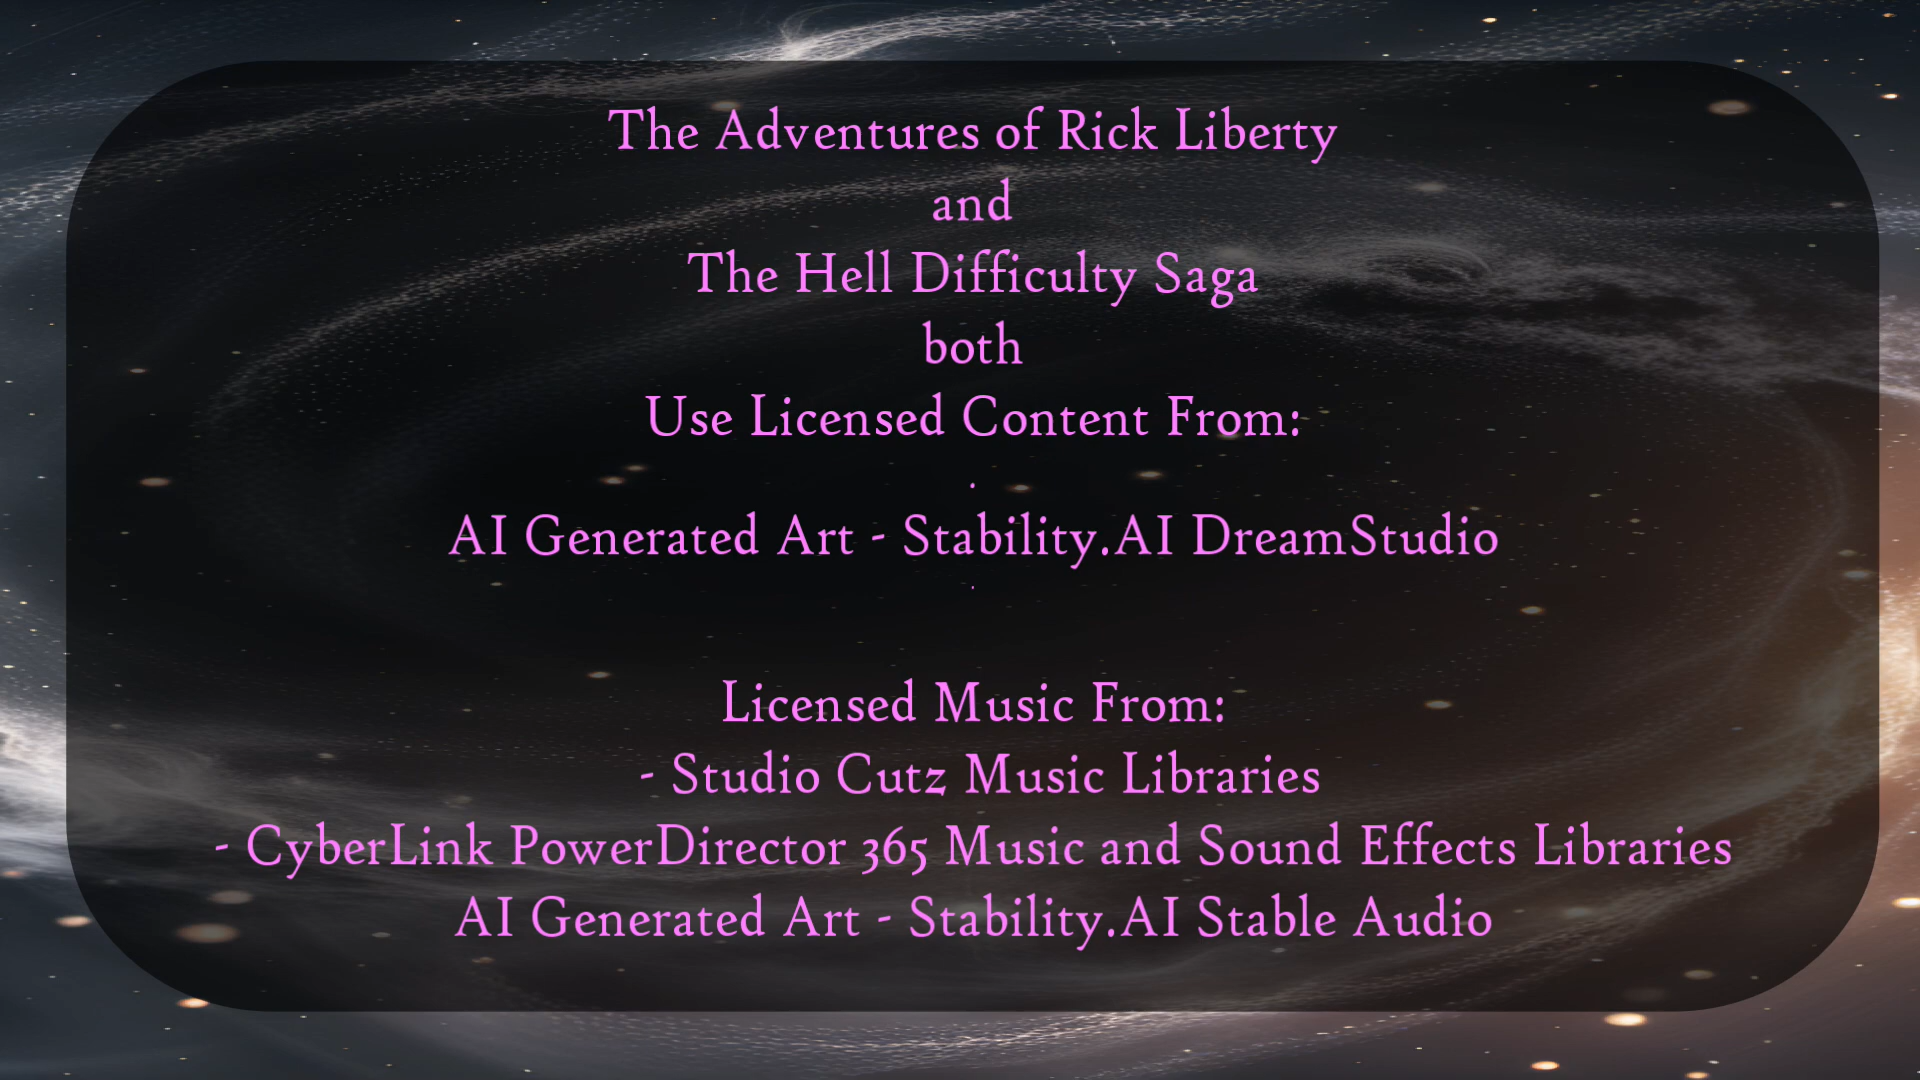 The Adventures of Rick Liberty
and
The Hell Difficulty Saga
both
Use Licensed Content From:
.
AI Generated Art - Stability.AI DreamStudio
.
Licensed Music From:
- Studio Cutz Music Libraries
- CyberLink PowerDirector 365 Music and Sound Effects Libraries
AI Generated Art - Stability.AI Stable Audio